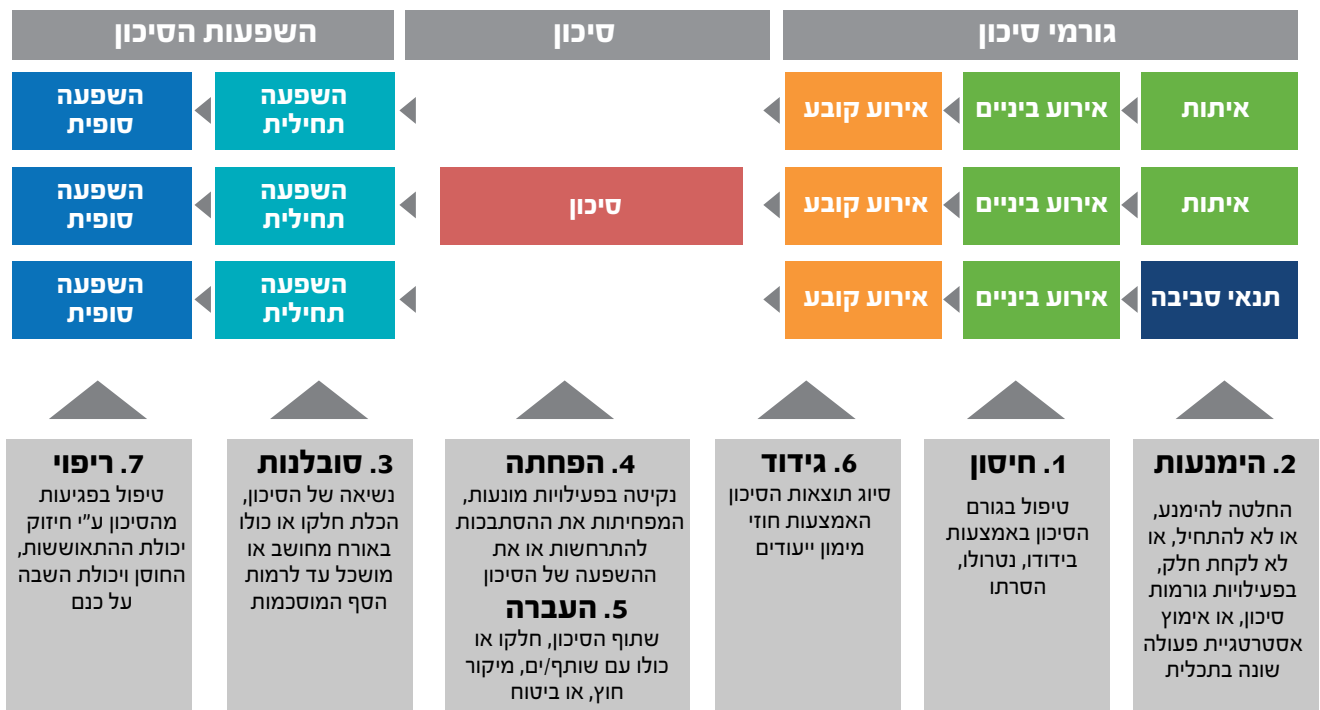 גורמי סיכון
סיכון
השפעות הסיכון
איתות
אירוע ביניים
אירוע קובע
השפעה
תחילית
השפעה
סופית
איתות
אירוע ביניים
אירוע קובע
סיכון
השפעה
תחילית
השפעה
סופית
תנאי סביבה
אירוע ביניים
אירוע קובע
השפעה
תחילית
השפעה
סופית
2. הימנעות
החלטה להימנע,
או לא להתחיל, או
לא לקחת חלק,
בפעילויות גורמות
סיכון, או אימוץ
אסטרטגיית פעולה
שונה בתכלית
1. חיסון
טיפול בגורם
הסיכון באמצעות
בידודו, נטרולו,
הסרתו
6. גידוד
סיוג תוצאות הסיכון
האמצעות חוזי
מימון ייעודים
4. הפחתה
נקיטה בפעילויות מונעות,
המפחיתות את ההסתבכות
להתרחשות או את
ההשפעה של הסיכון
5. העברה
שתוף הסיכון, חלקו או
כולו עם שותף/ים, מיקור
חוץ, או ביטוח
3. סובלנות
נשיאה של הסיכון,
הכלת חלקו או כולו
באורח מחושב או
מושכל עד לרמות
הסף המוסכמות
7. ריפוי
טיפול בפגיעות
מהסיכון ע״י חיזוק
יכולת ההתאוששות,
החוסן ויכולת השבה
על כנם